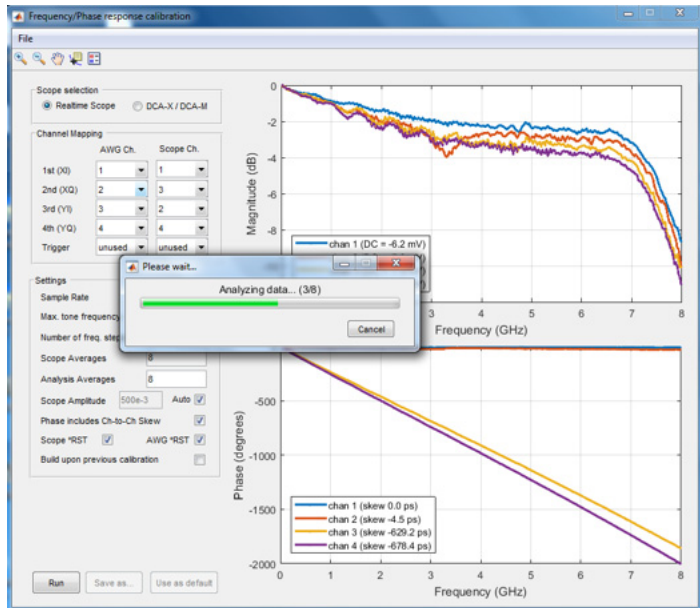 Frequency/Phase response calibration
File
Scope selection
Realtime Scope
DCA-X / DCA-M
Channel Mapping
AWG Ch. Scope Ch.
1st (XI) 1 1
2nd (XQ) 2 3
3rd (YI) 3 2
4th (YQ) 4 4
Trigger unused unused
Settings
Sample Rate
Max. tone frequency
Number of freq. step
Scope Averages 8
Analysis Averages 8
Scope Amplitude 500e-3 Auto
Phase includes Ch-to-Ch Skew
Scope *RST AWG *RST
Build upon previous calibration
Run Save as... Use as default
Please wait...
Analyzing data... (3/8)
Cancel
0
-2
-4
-6
-8
Magnitude (dB)
chan 1 (DC = -6.2 mV)
3 4 5 6 7 8
Frequency (GHz)
-500
-1000
-1500
-2000
Phase (degrees)
chan 1 (skew 0.0 ps)
chan 2 (skew -4.5 ps)
chan 3 (skew -629.2 ps)
chan 4 (skew -678.4 ps)
0 1 2 3 4 5 6 7 8
Frequency (GHz)